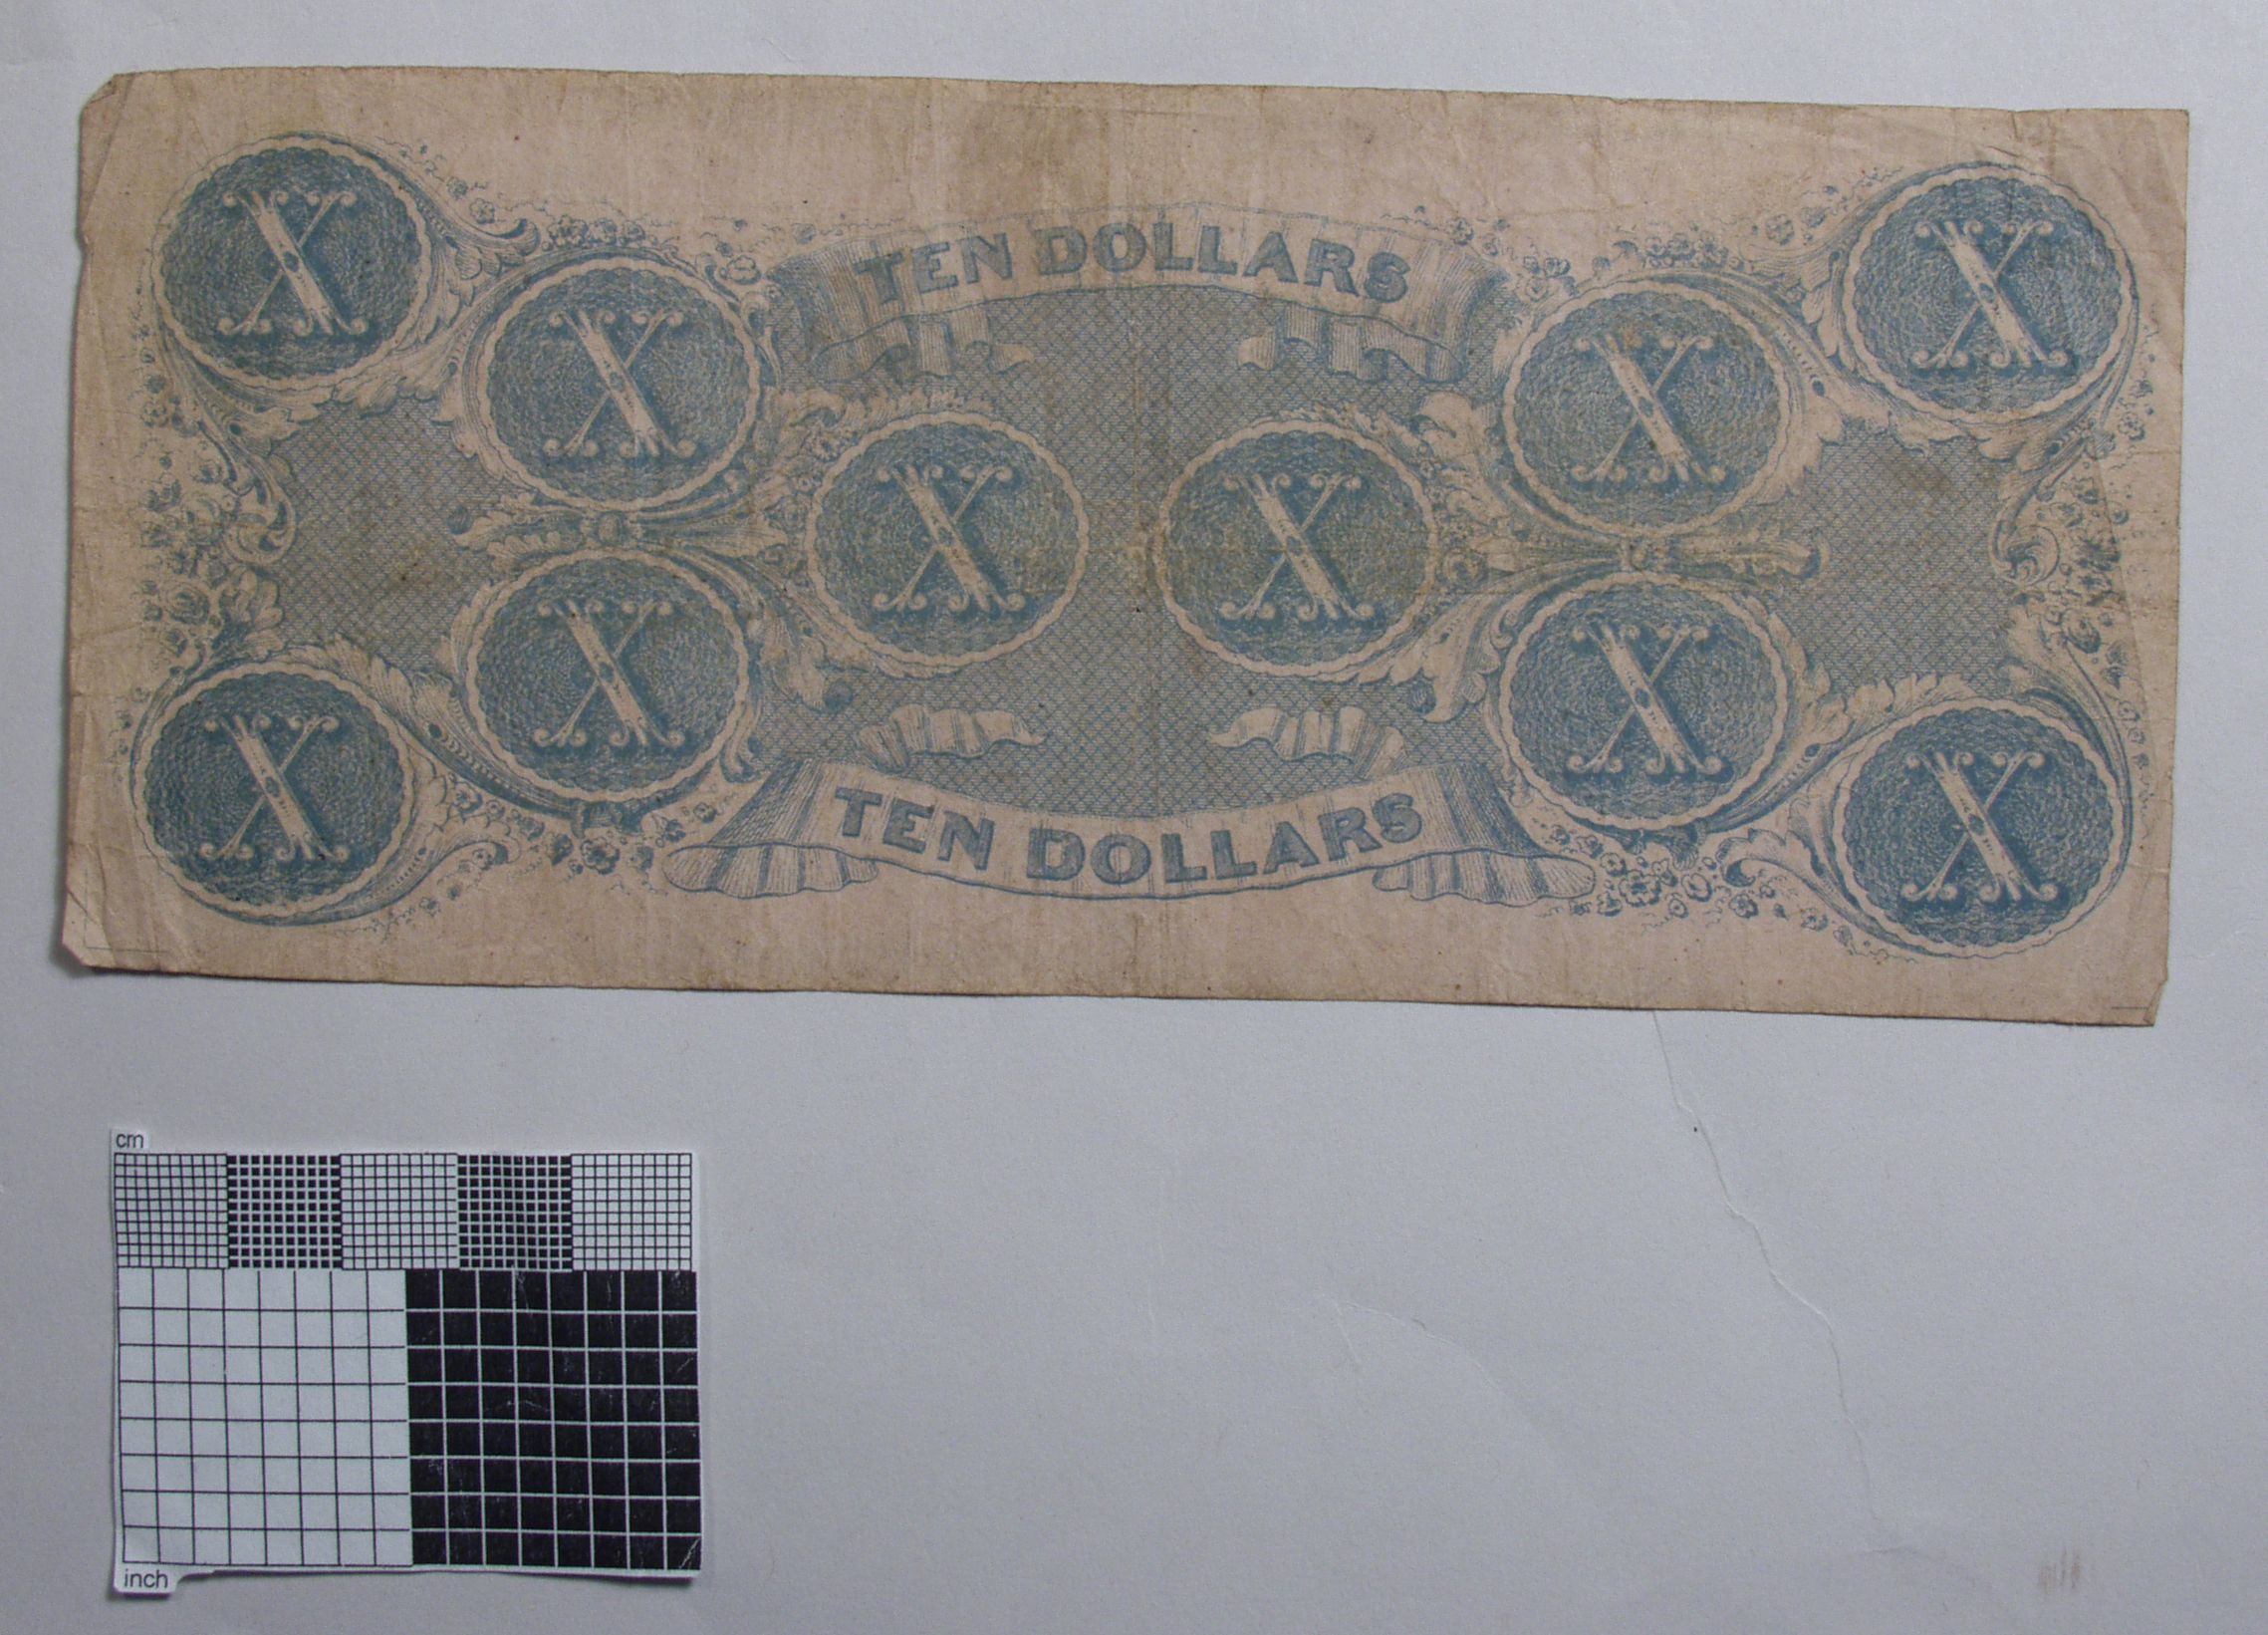 X X
TEN DOLLARS
X X
X X
X X
TEN DOLLARS
X X
cm
inch